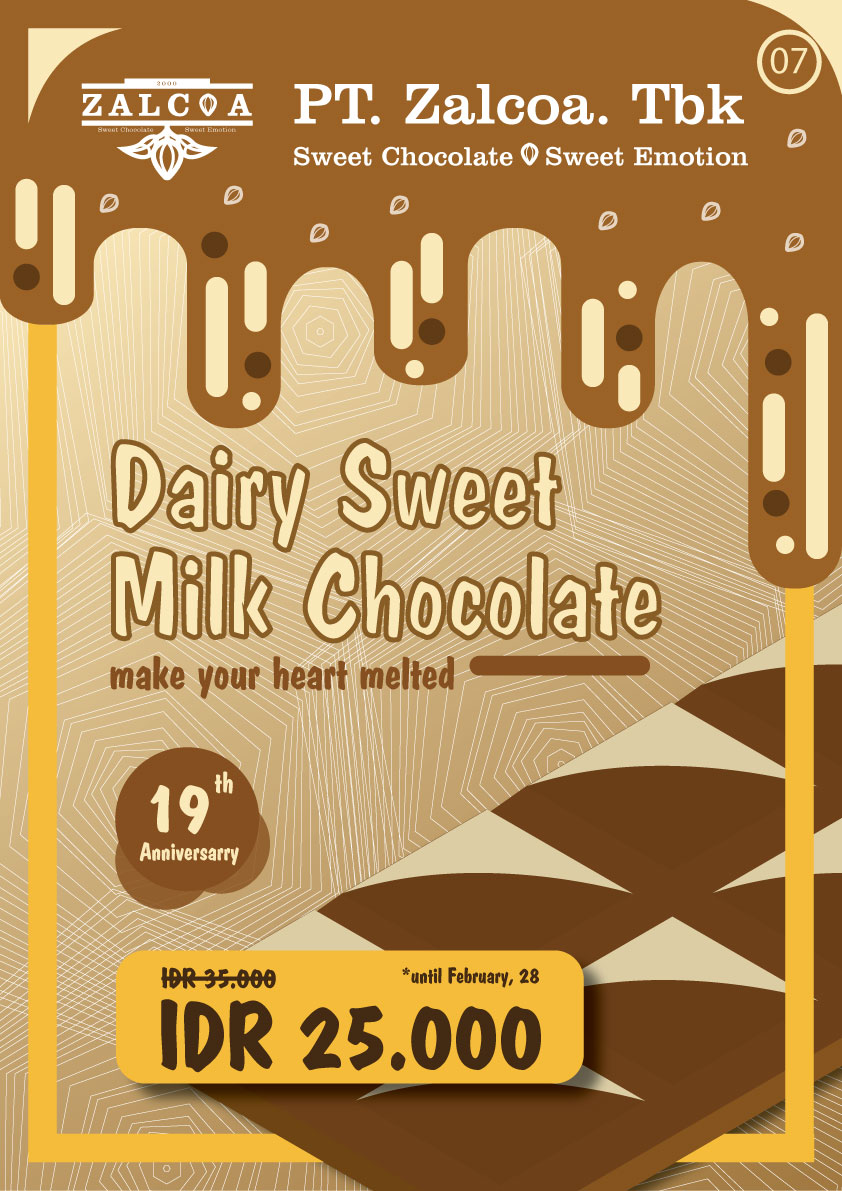 07
2000
ZALCOA
Sweet Chocolate Sweet Emotion
PT. Zalcoa. Tbk
Sweet Chocolate Sweet Emotion
Dairy Sweet
Milk Chocolate
make your heart melted
19th
Anniversarry
IDR 35.000 *until February, 28
IDR 25.000